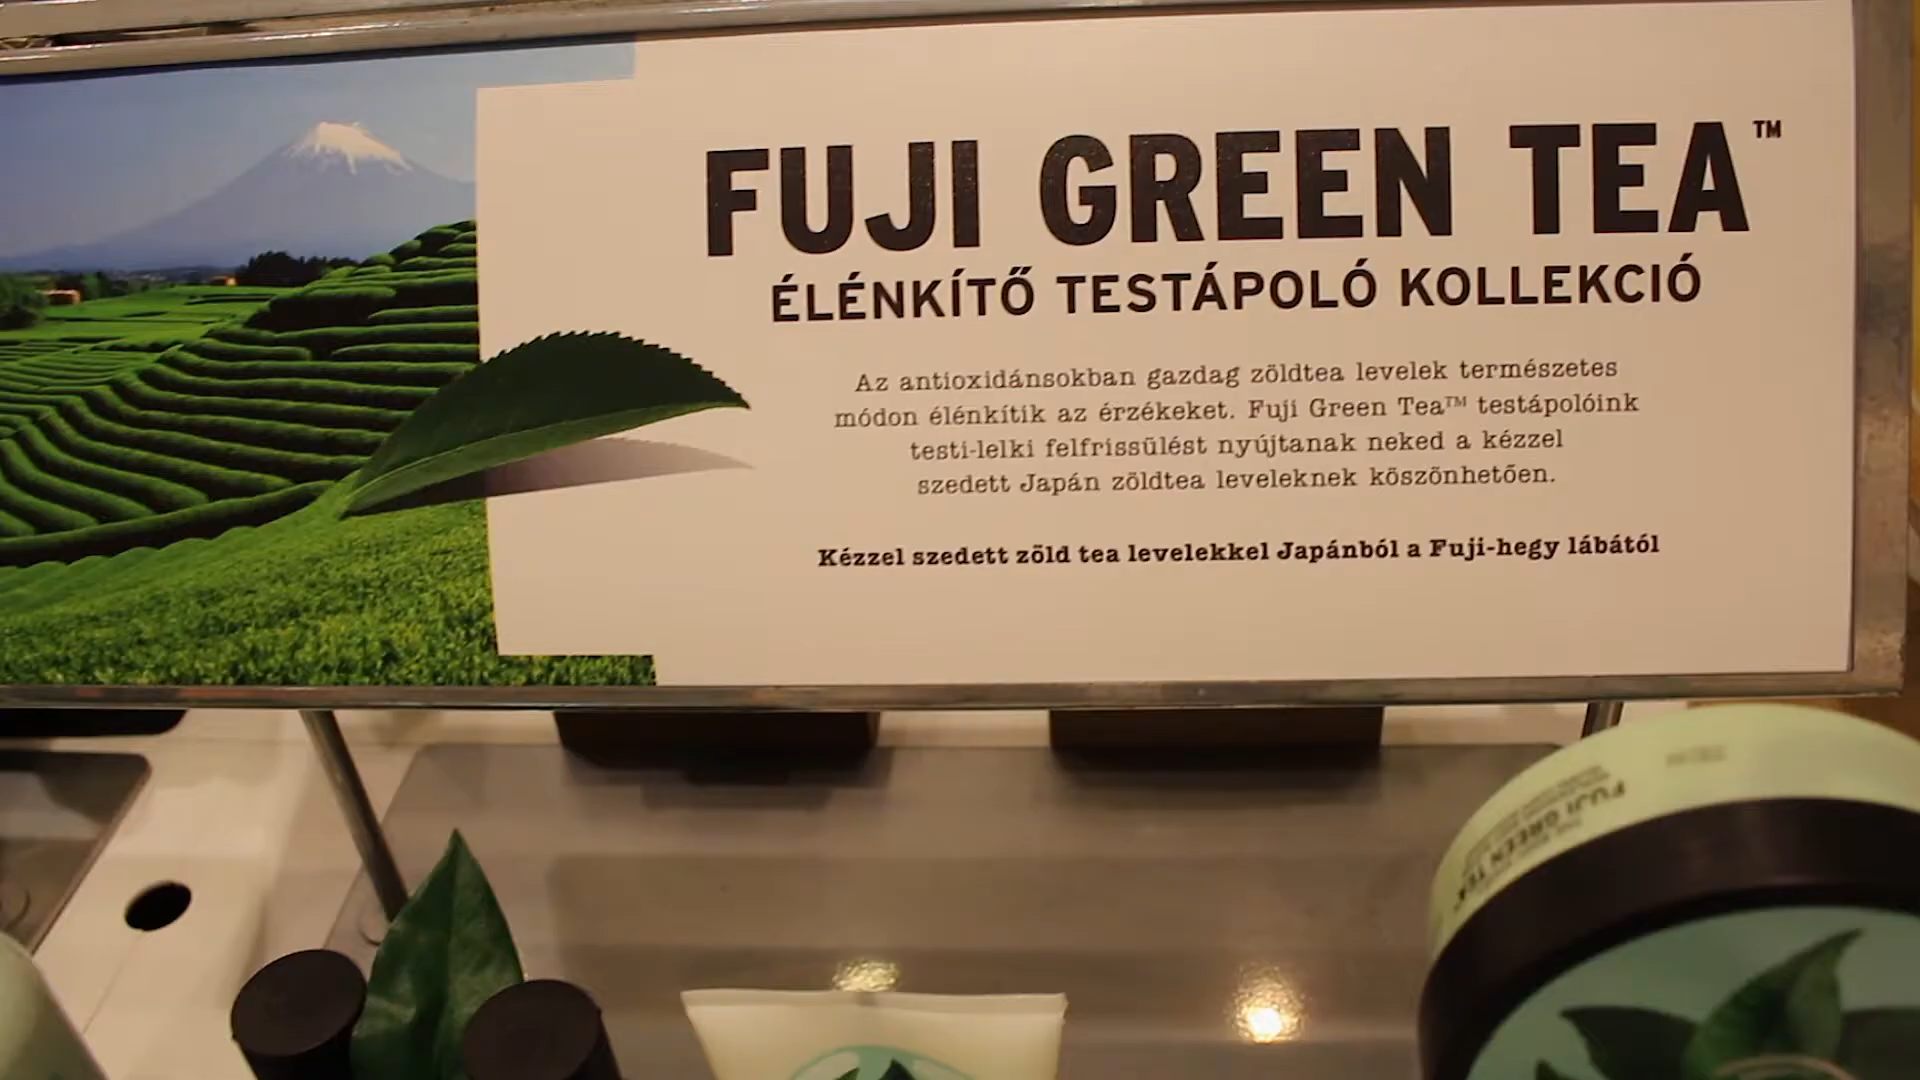 FUJI GREEN TEA™
ÉLÉNKÍTŐ TESTÁPOLÓ KOLLEKCIÓ
Az antioxidánsokban gazdag zöldtea levelek természetes
módon élénkítik az érzékeket. Fuji Green Tea™ testápolóink
testi-lelki felfrissülést nyújtanak neked a kézzel
szedett Japán zöldtea leveleknek köszönhetően.
Kézzel szedett zöld tea levelekkel Japánból a Fuji-hegy lábától
FUJI GREEN TEA